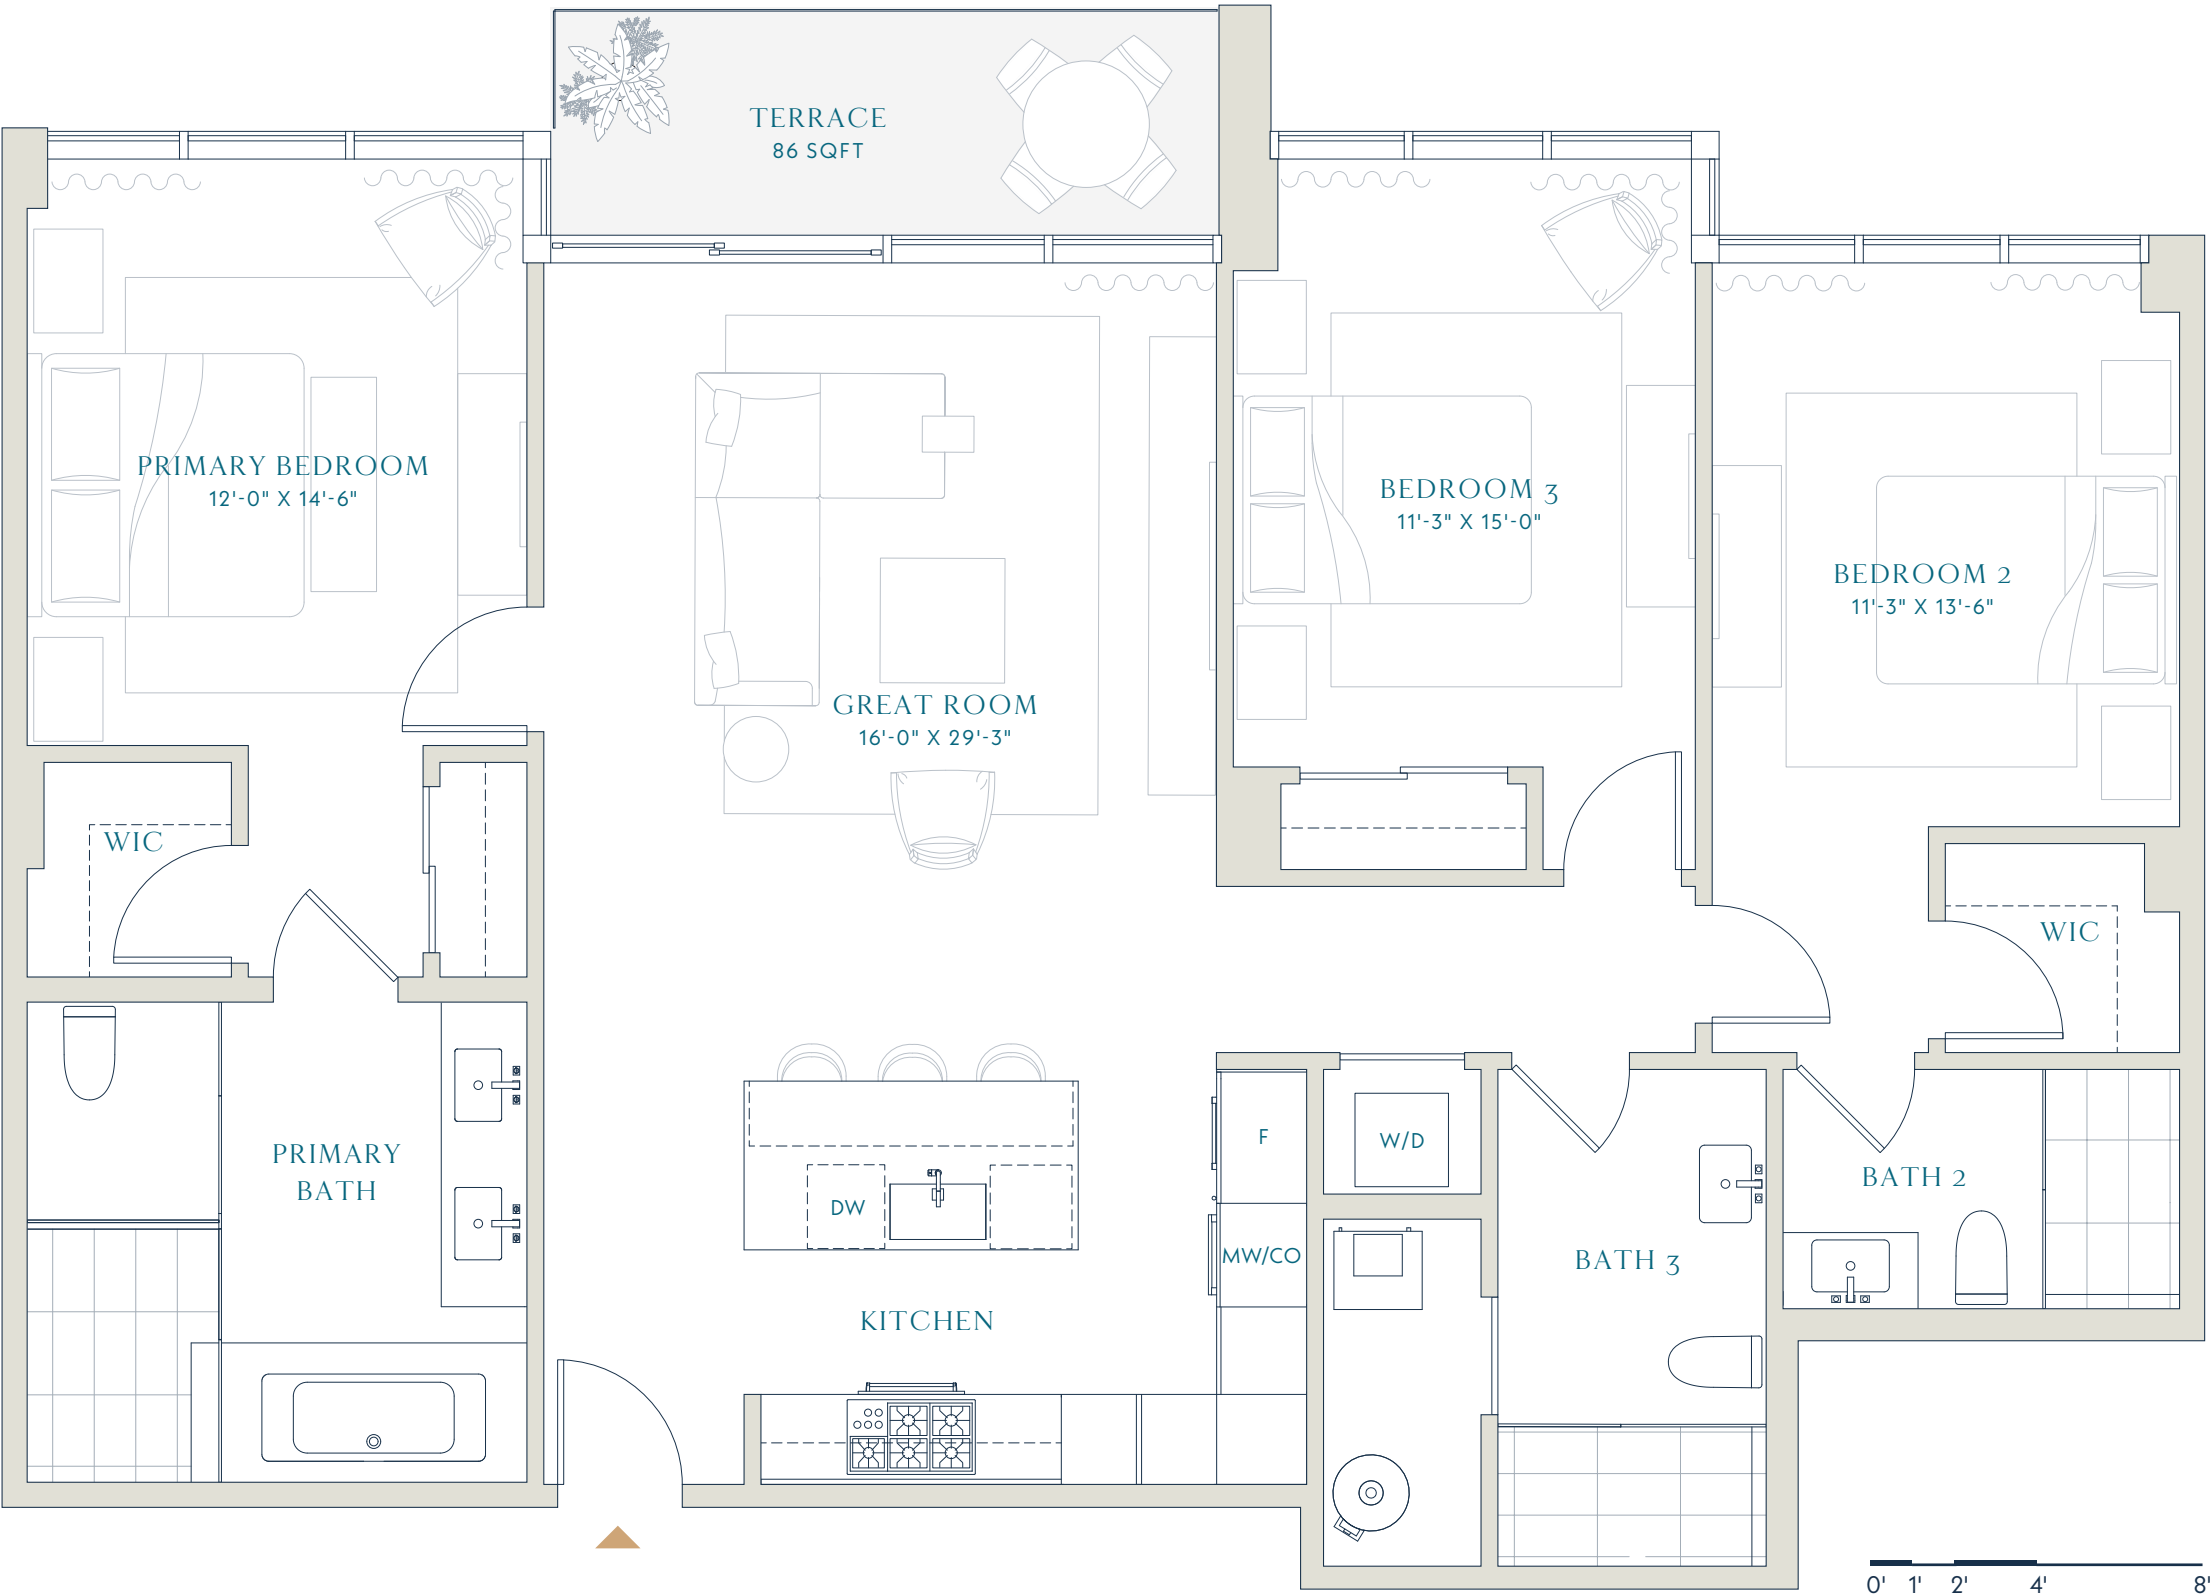 TERRACE
86 SQFT
PRIMARY BEDROOM
12'-0" X 14'-6"
BEDROOM 3
11'-3" X 15'-0"
BEDROOM 2
11'-3" X 13'-6"
GREAT ROOM
16'-0" X 29'-3"
WIC
WIC
PRIMARY
BATH
F
W/D
DW
MW/CO
BATH 2
BATH 3
KITCHEN
0' 1' 2' 4' 8'